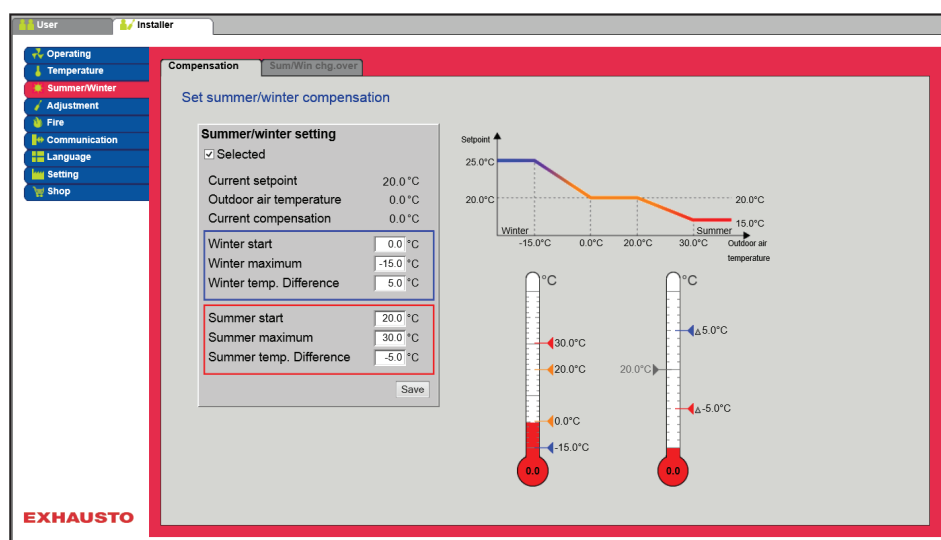 User
Installer
Operating
Temperature
Summer/Winter
Adjustment
Fire
Communication
Language
Setting
Shop
EXHAUSTO
Compensation
Sum/Win chg.over
Set summer/winter compensation
Summer/winter setting
Selected
Current setpoint 20.0°C
Outdoor air temperature 0.0°C
Current compensation 0.0°C
Winter start 0.0 °C
Winter maximum -15.0 °C
Winter temp. Difference 5.0 °C
Summer start 20.0 °C
Summer maximum 30.0 °C
Summer temp. Difference -5.0 °C
Save
Setpoint
25.0°C
20.0°C 20.0°C
15.0°C
Winter Summer
-15.0°C 0.0°C 20.0°C 30.0°C Outdoor air
temperature
°C
30.0°C
20.0°C
0.0°C
-15.0°C
0.0
°C
Δ5.0°C
20.0°C
Δ-5.0°C
0.0